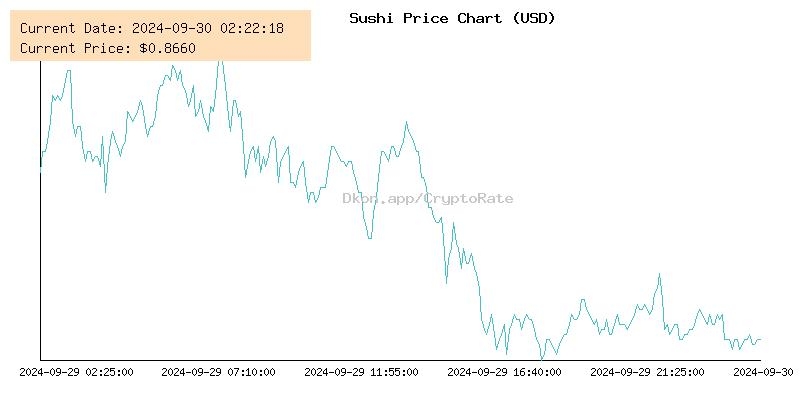 Sushi Price Chart (USD)
Current Date: 2024-09-30 02:22:18
Current Price: $0.8660
Dkon.app/CryptoRate
2024-09-29 02:25:00 2024-09-29 07:10:00 2024-09-29 11:55:00 2024-09-29 16:40:00 2024-09-29 21:25:00 2024-09-30